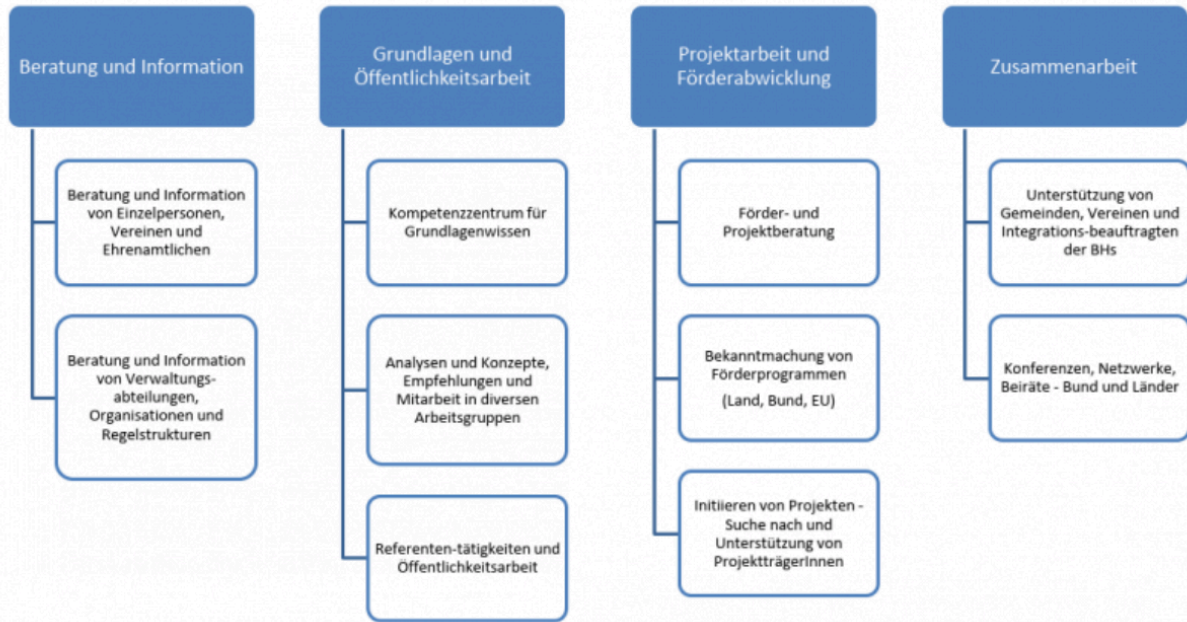 Beratung und Information
Beratung und Information
von Einzelpersonen,
Vereinen und
Ehrenamtlichen
Beratung und Information
von Verwaltungs-
abteilungen,
Organisationen und
Regelstrukturen
Grundlagen und
Öffentlichkeitsarbeit
Kompetenzzentrum für
Grundlagenwissen
Analysen und Konzepte,
Empfehlungen und
Mitarbeit in diversen
Arbeitsgruppen
Referenten-tätigkeiten und
Öffentlichkeitsarbeit
Projektarbeit und
Förderabwicklung
Förder- und
Projektberatung
Bekanntmachung von
Förderprogrammen
(Land, Bund, EU)
Initiieren von Projekten -
Suche nach und
Unterstützung von
ProjektträgerInnen
Zusammenarbeit
Unterstützung von
Gemeinden, Vereinen und
Integrations-beauftragten
der BHs
Konferenzen, Netzwerke,
Beiräte - Bund und Länder